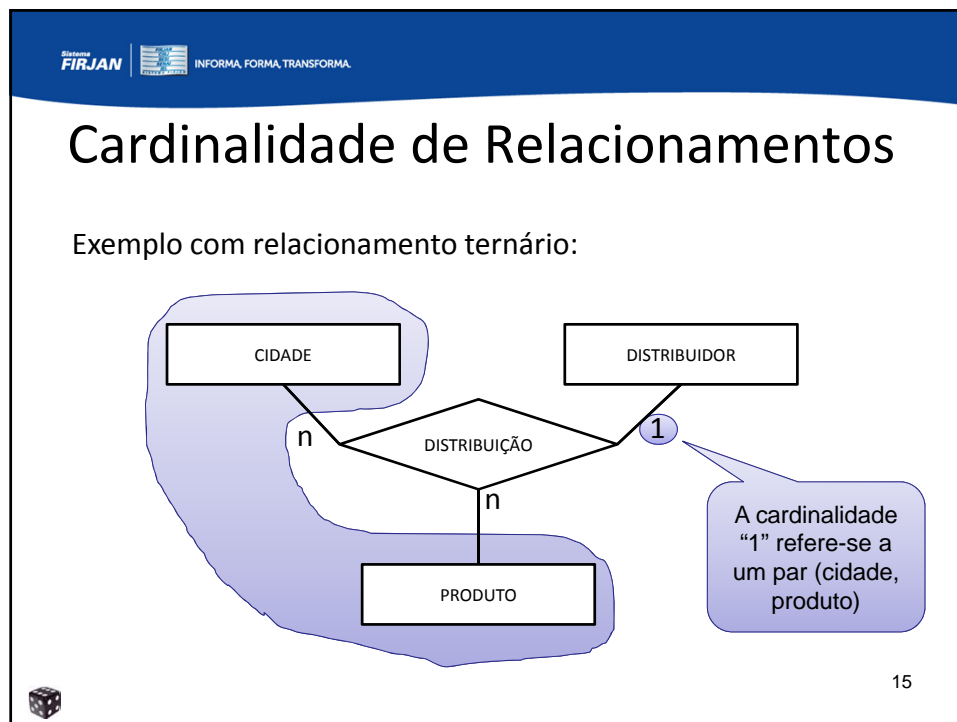 Sistema
FIRJAN
INFORMA, FORMA, TRANSFORMA.
Cardinalidade de Relacionamentos
Exemplo com relacionamento ternário:
CIDADE
DISTRIBUIDOR
n
DISTRIBUIÇÃO
1
n
PRODUTO
A cardinalidade
“1” refere-se a
um par (cidade,
produto)
15